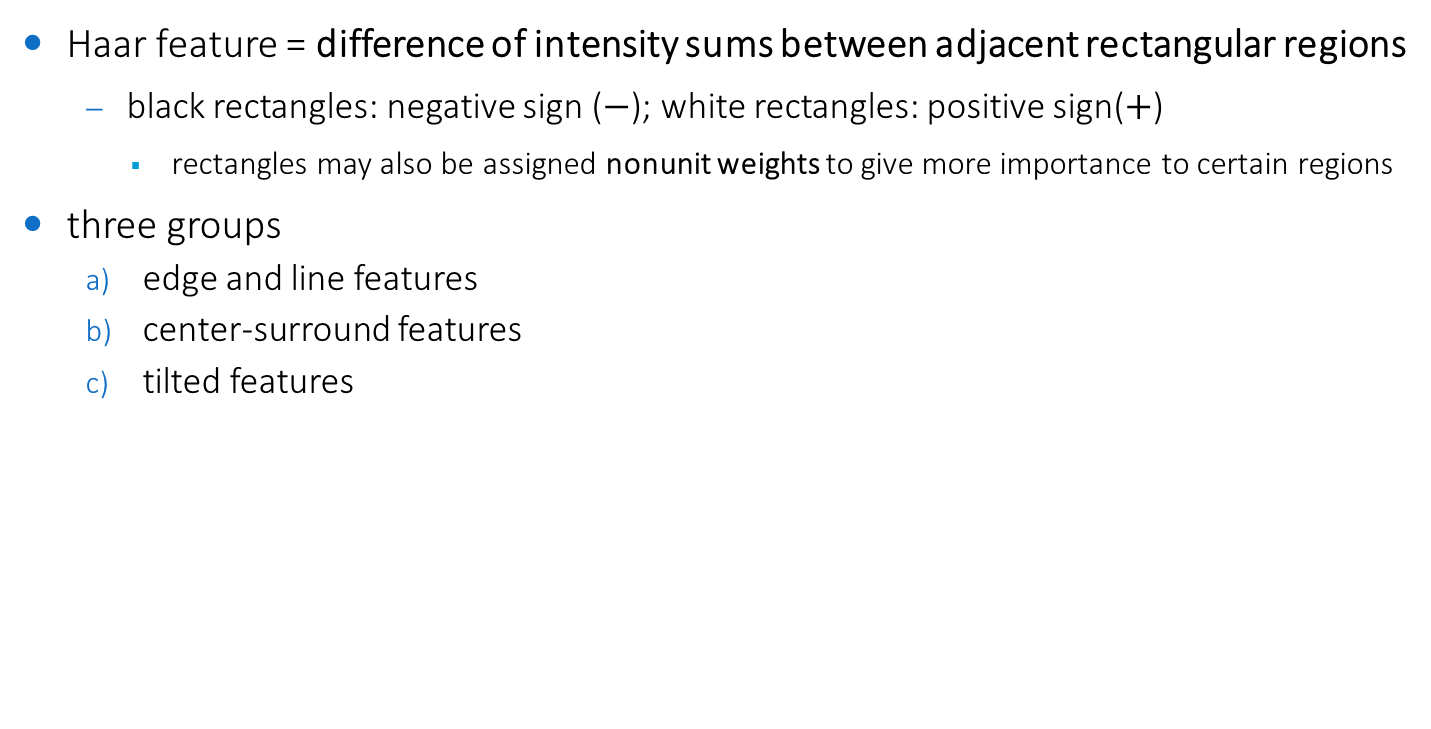 • Haar feature = difference of intensity sums between adjacent rectangular regions
– black rectangles: negative sign (−); white rectangles: positive sign(+)
▪ rectangles may also be assigned nonunit weights to give more importance to certain regions
• three groups
a) edge and line features
b) center-surround features
c) tilted features